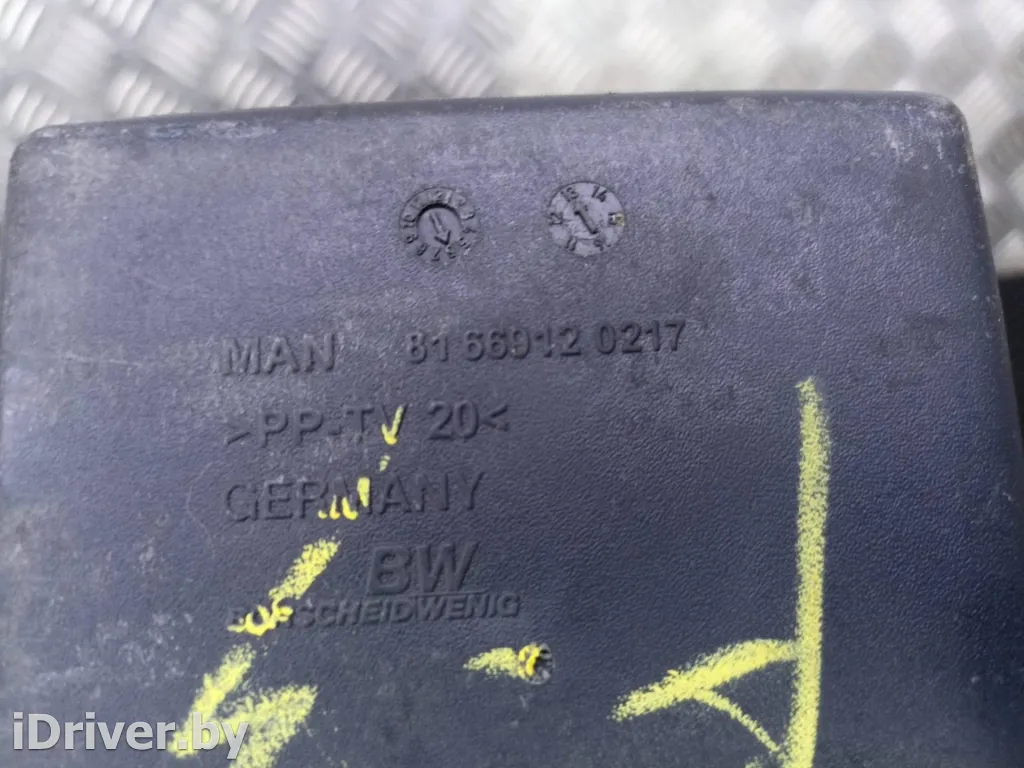 MAN 81 66912 0217
>PP-TV 20<
GERMANY
BW
iDriver.by